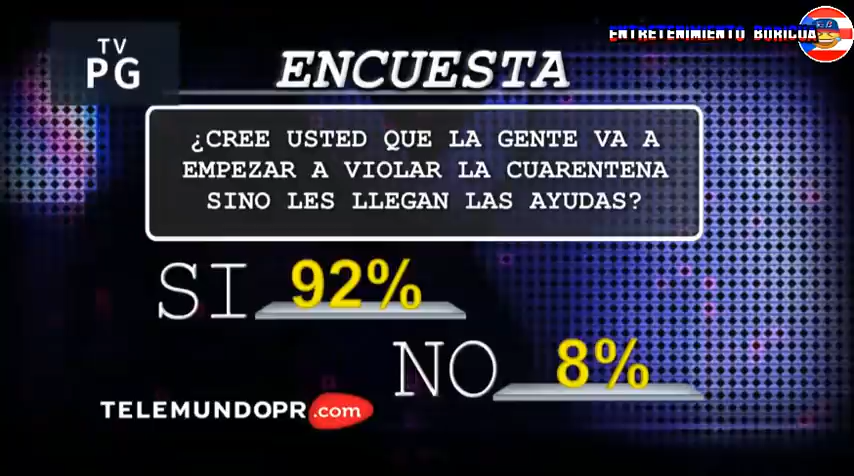 TV
PG
ENTRETENIMIENTO BORICUA
ENCUESTA
¿CREE USTED QUE LA GENTE VA A
EMPEZAR A VIOLAR LA CUARENTENA
SINO LES LLEGAN LAS AYUDAS?
SI 92%
NO 8%
TELEMUNDOPR.com